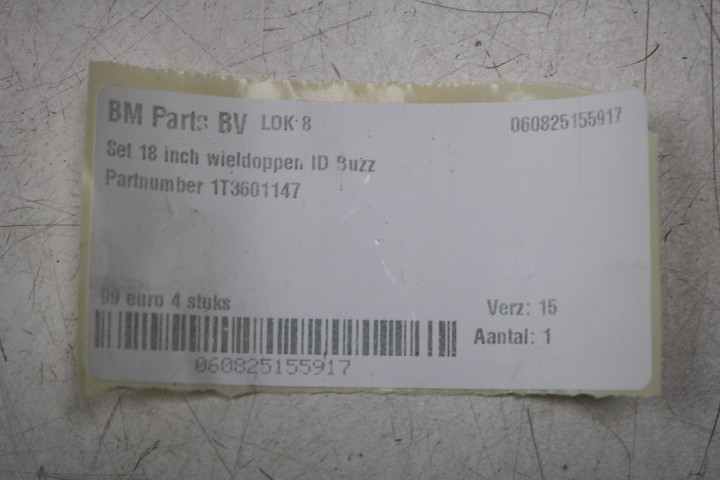 BM Parts BV LOK 8 060825155917
Set 18 inch wieldoppen ID Buzz
Partnumber 1T3601147
99 euro 4 stuks
Verz: 15
Aantal: 1
060825155917